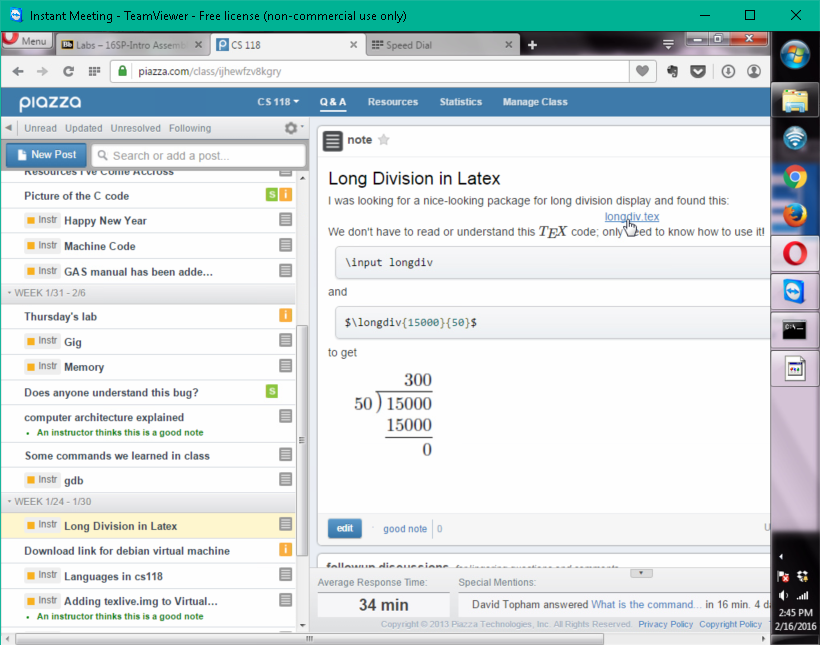 Instant Meeting - TeamViewer - Free license (non-commercial use only)
Menu
Labs – 16SP-Intro Assemb
CS 118
Speed Dial
piazza.com/class/ijhewfzv8kgry
piazza
CS 118
Q & A
Resources
Statistics
Manage Class
Unread Updated Unresolved Following
New Post
Search or add a post...
note
Resources I've Come Accross
Picture of the C code
S i
Instr Happy New Year
Instr Machine Code
Instr GAS manual has been adde...
WEEK 1/31 - 2/6
Thursday's lab
i
Instr Gig
Instr Memory
Does anyone understand this bug?
S
computer architecture explained
• An instructor thinks this is a good note
Some commands we learned in class
Instr gdb
WEEK 1/24 - 1/30
Instr Long Division in Latex
Download link for debian virtual machine
i
Instr Languages in cs118
Instr Adding texlive.img to Virtual...
• An instructor thinks this is a good note
Long Division in Latex
I was looking for a nice-looking package for long division display and found this:
longdiv.tex
We don't have to read or understand this TEX code; only need to know how to use it!
\input longdiv
and
$\longdiv{15000}{50}$
to get
300
50 ) 15000
15000
0
edit
good note
0
followup discussions for lingering questions and comments
Average Response Time:
Special Mentions:
34 min
David Topham answered What is the command... in 16 min. 4 da
Copyright © 2013 Piazza Technologies, Inc. All Rights Reserved. Privacy Policy Copyright Policy
C:\
2:45 PM
2/16/2016